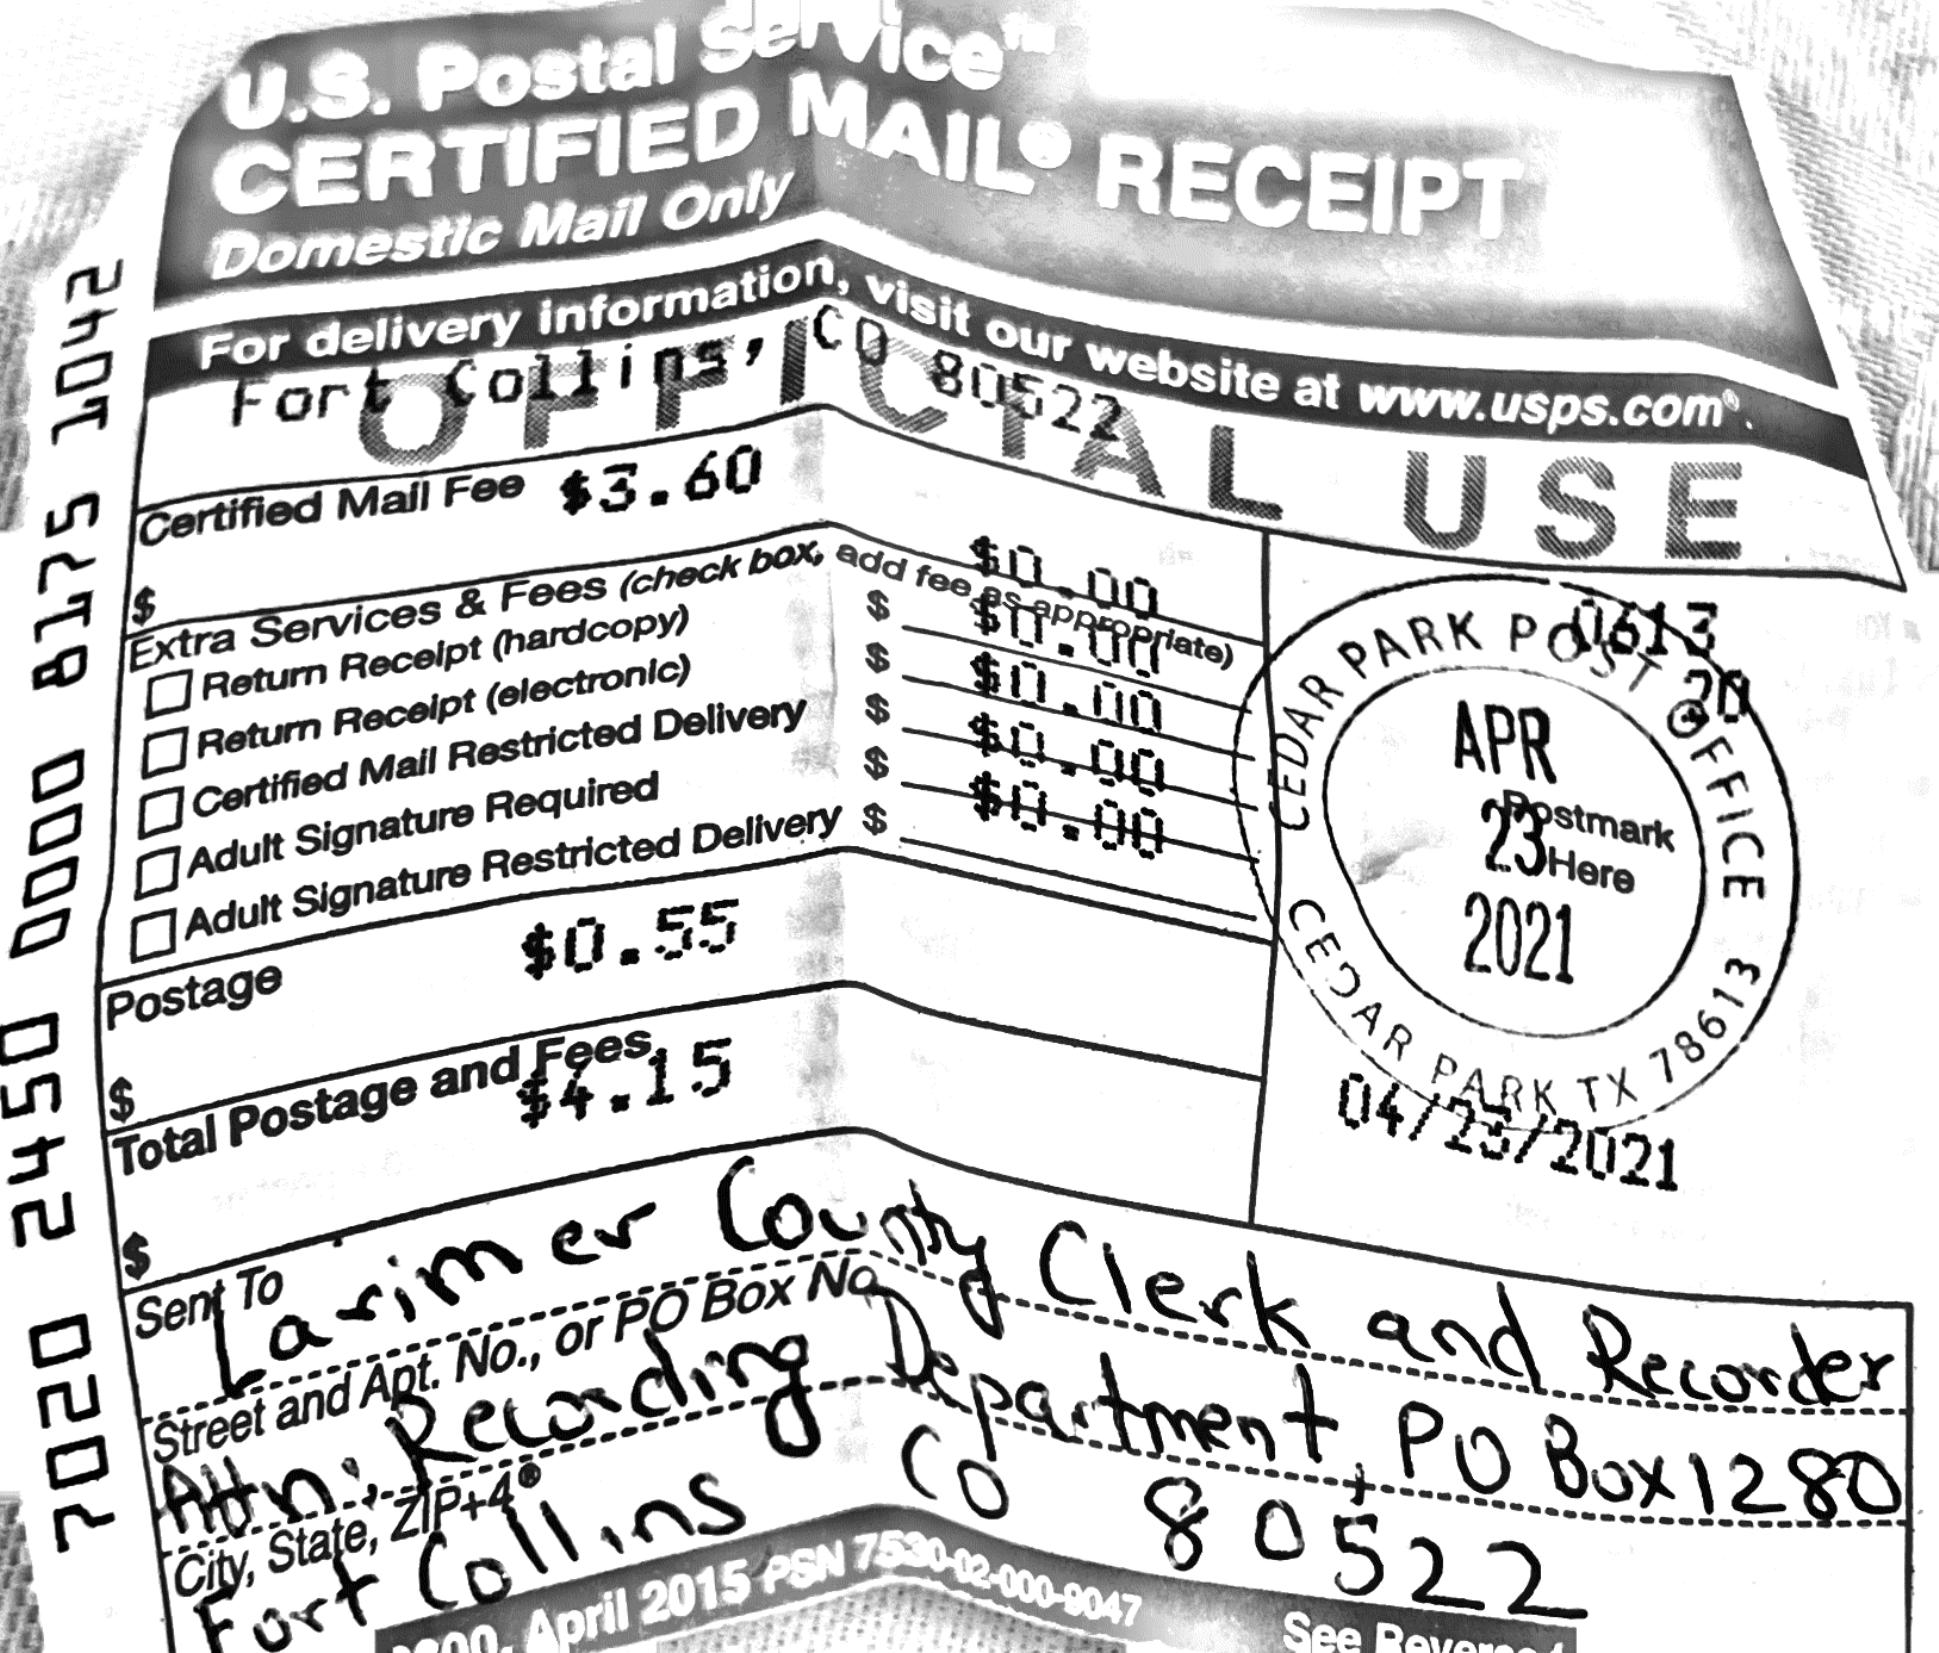 U.S. Postal Service™
CERTIFIED MAIL® RECEIPT
Domestic Mail Only
For delivery information, visit our website at www.usps.com®.
Fort Collins, CO 80522
OFFICIAL USE
Certified Mail Fee $3.60
$
Extra Services & Fees (check box, add fee as appropriate)
Return Receipt (hardcopy) $ $0.00
Return Receipt (electronic) $ $0.00
Certified Mail Restricted Delivery $ $0.00
Adult Signature Required $ $0.00
Adult Signature Restricted Delivery $ $0.00
Postage $0.55
$
Total Postage and Fees $4.15
$
0613
20
CEDAR PARK POST OFFICE
APR
23
2021
Postmark
Here
CEDAR PARK TX 78613
04/23/2021
Sent To
Larimer County Clerk and Recorder
Street and Apt. No., or PO Box No.
Attn: Recording Department, PO Box 1280
City, State, ZIP+4®
Fort Collins CO 80522
April 2015 PSN 7530-02-000-9047
See Reverse
7020 2450 0000 8175 1042